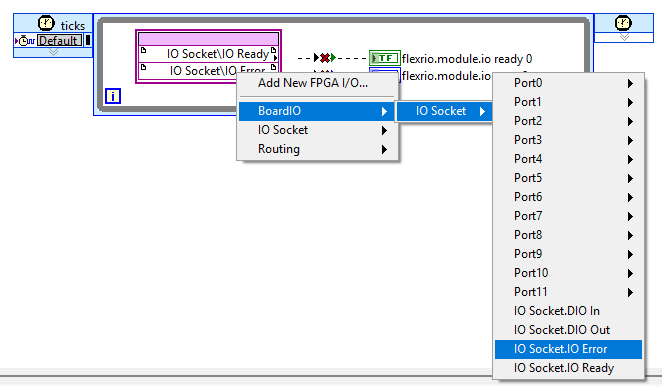 ticks
Default
IO Socket\IO Ready
IO Socket\IO Error
TF
flexrio.module.io ready 0
flexrio.module.io
i
Add New FPGA I/O...
BoardIO
IO Socket
Routing
IO Socket
Port0
Port1
Port2
Port3
Port4
Port5
Port6
Port7
Port8
Port9
Port10
Port11
IO Socket.DIO In
IO Socket.DIO Out
IO Socket.IO Error
IO Socket.IO Ready